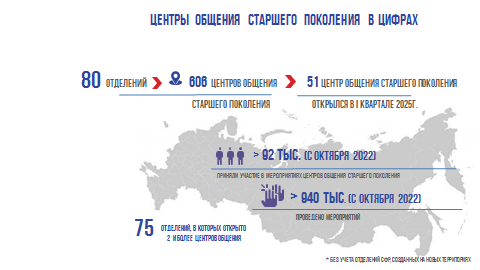 ЦЕНТРЫ ОБЩЕНИЯ СТАРШЕГО ПОКОЛЕНИЯ В ЦИФРАХ
80 ОТДЕЛЕНИЙ 606 ЦЕНТРОВ ОБЩЕНИЯ 51 ЦЕНТР ОБЩЕНИЯ СТАРШЕГО ПОКОЛЕНИЯ
СТАРШЕГО ПОКОЛЕНИЯ ОТКРЫЛСЯ В I КВАРТАЛЕ 2025Г.
> 92 ТЫС. (С ОКТЯБРЯ 2022)
ПРИНЯЛИ УЧАСТИЕ В МЕРОПРИЯТИЯХ ЦЕНТРОВ ОБЩЕНИЯ СТАРШЕГО ПОКОЛЕНИЯ
> 940 ТЫС. (С ОКТЯБРЯ 2022)
ПРОВЕДЕНО МЕРОПРИЯТИЙ
75 ОТДЕЛЕНИЙ, В КОТОРЫХ ОТКРЫТО
2 И БОЛЕЕ ЦЕНТРОВ ОБЩЕНИЯ
* БЕЗ УЧЕТА ОТДЕЛЕНИЙ СФР, СОЗДАННЫХ НА НОВЫХ ТЕРРИТОРИЯХ